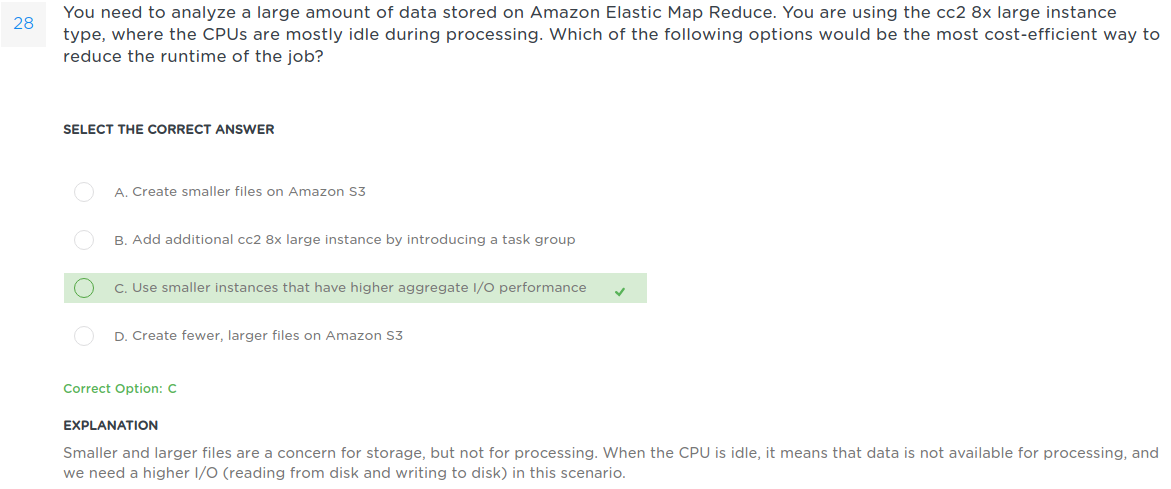 28
You need to analyze a large amount of data stored on Amazon Elastic Map Reduce. You are using the cc2 8x large instance
type, where the CPUs are mostly idle during processing. Which of the following options would be the most cost-efficient way to
reduce the runtime of the job?
SELECT THE CORRECT ANSWER
A. Create smaller files on Amazon S3
B. Add additional cc2 8x large instance by introducing a task group
C. Use smaller instances that have higher aggregate I/O performance
D. Create fewer, larger files on Amazon S3
Correct Option: C
EXPLANATION
Smaller and larger files are a concern for storage, but not for processing. When the CPU is idle, it means that data is not available for processing, and
we need a higher I/O (reading from disk and writing to disk) in this scenario.